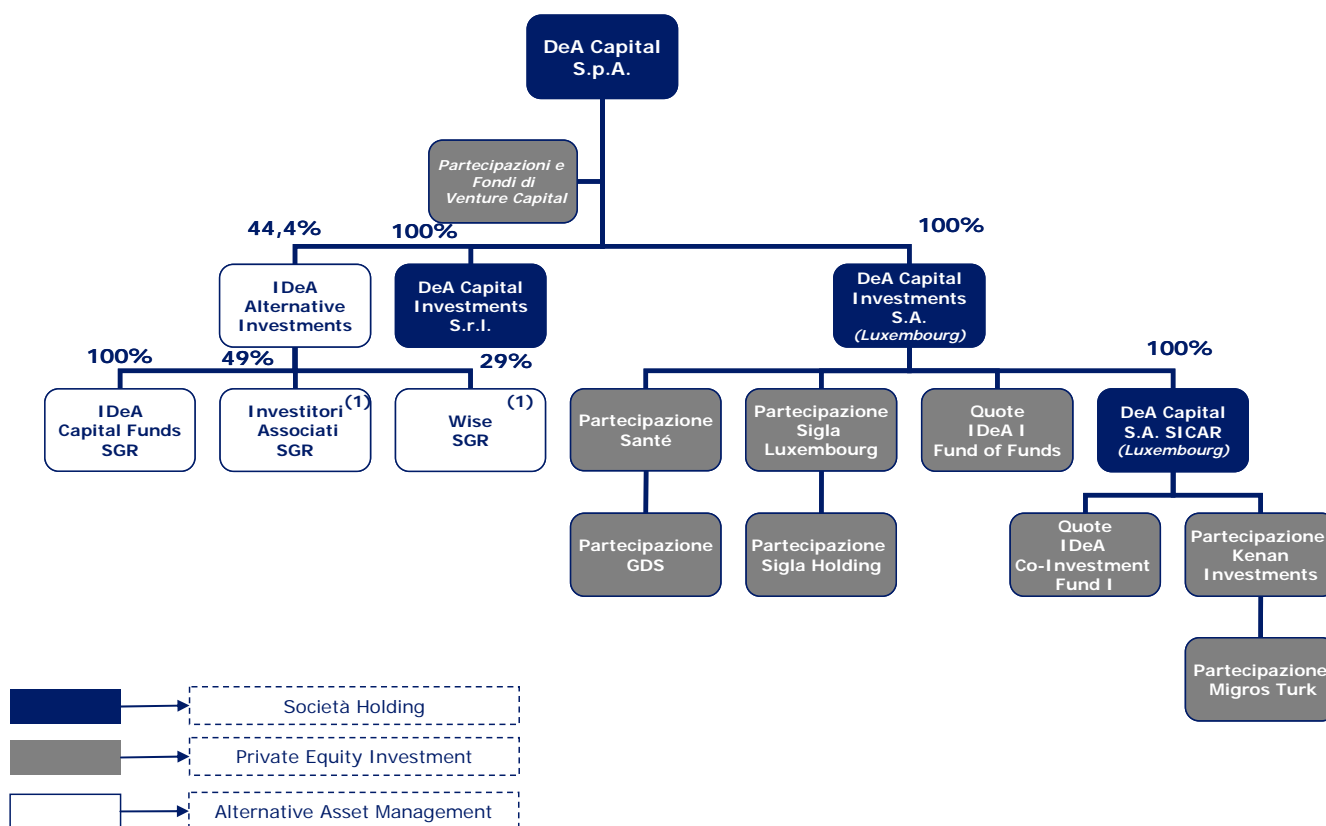 DeA Capital
S.p.A.
Partecipazioni e
Fondi di
Venture Capital
44,4%
100%
100%
IDeA
Alternative
Investments
DeA Capital
Investments
S.r.l.
DeA Capital
Investments
S.A.
(Luxembourg)
100%
49%
29%
100%
IDeA
Capital Funds
SGR
Investitori(1)
Associati
SGR
(1)
Wise
SGR
Partecipazione
Santé
Partecipazione
Sigla
Luxembourg
Quote
IDeA I
Fund of Funds
DeA Capital
S.A. SICAR
(Luxembourg)
Partecipazione
GDS
Partecipazione
Sigla Holding
Quote
IDeA
Co-Investment
Fund I
Partecipazione
Kenan
Investments
Partecipazione
Migros Turk
Società Holding
Private Equity Investment
Alternative Asset Management